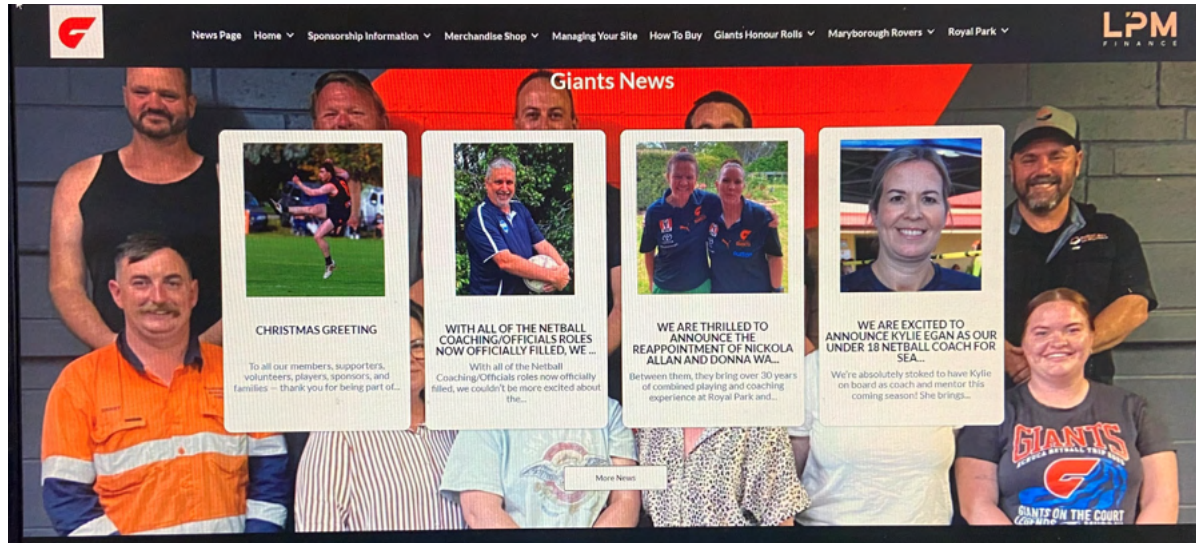 News Page Home Sponsorship Information Merchandise Shop Managing Your Site How To Buy Giants Honour Rolls Maryborough Rovers Royal Park
LPM
FINANCE
Giants News
CHRISTMAS GREETING
To all our members, supporters,
volunteers, players, sponsors, and
families — thank you for being part of...
WITH ALL OF THE NETBALL
COACHING/OFFICIALS ROLES
NOW OFFICIALLY FILLED, WE ...
With all of the Netball
Coaching/Officials roles now officially
filled, we couldn't be more excited about
the...
WE ARE THRILLED TO
ANNOUNCE THE
REAPPOINTMENT OF NICKOLA
ALLAN AND DONNA WA...
Between them, they bring over 30 years
of combined playing and coaching
experience at Royal Park and...
WE ARE EXCITED TO
ANNOUNCE KYLIE EGAN AS OUR
UNDER 18 NETBALL COACH FOR
SEA...
We're absolutely stoked to have Kylie
on board as coach and mentor this
coming season! She brings...
More News
GIANTS
NETBALL TRIP
GIANTS ON THE COURT